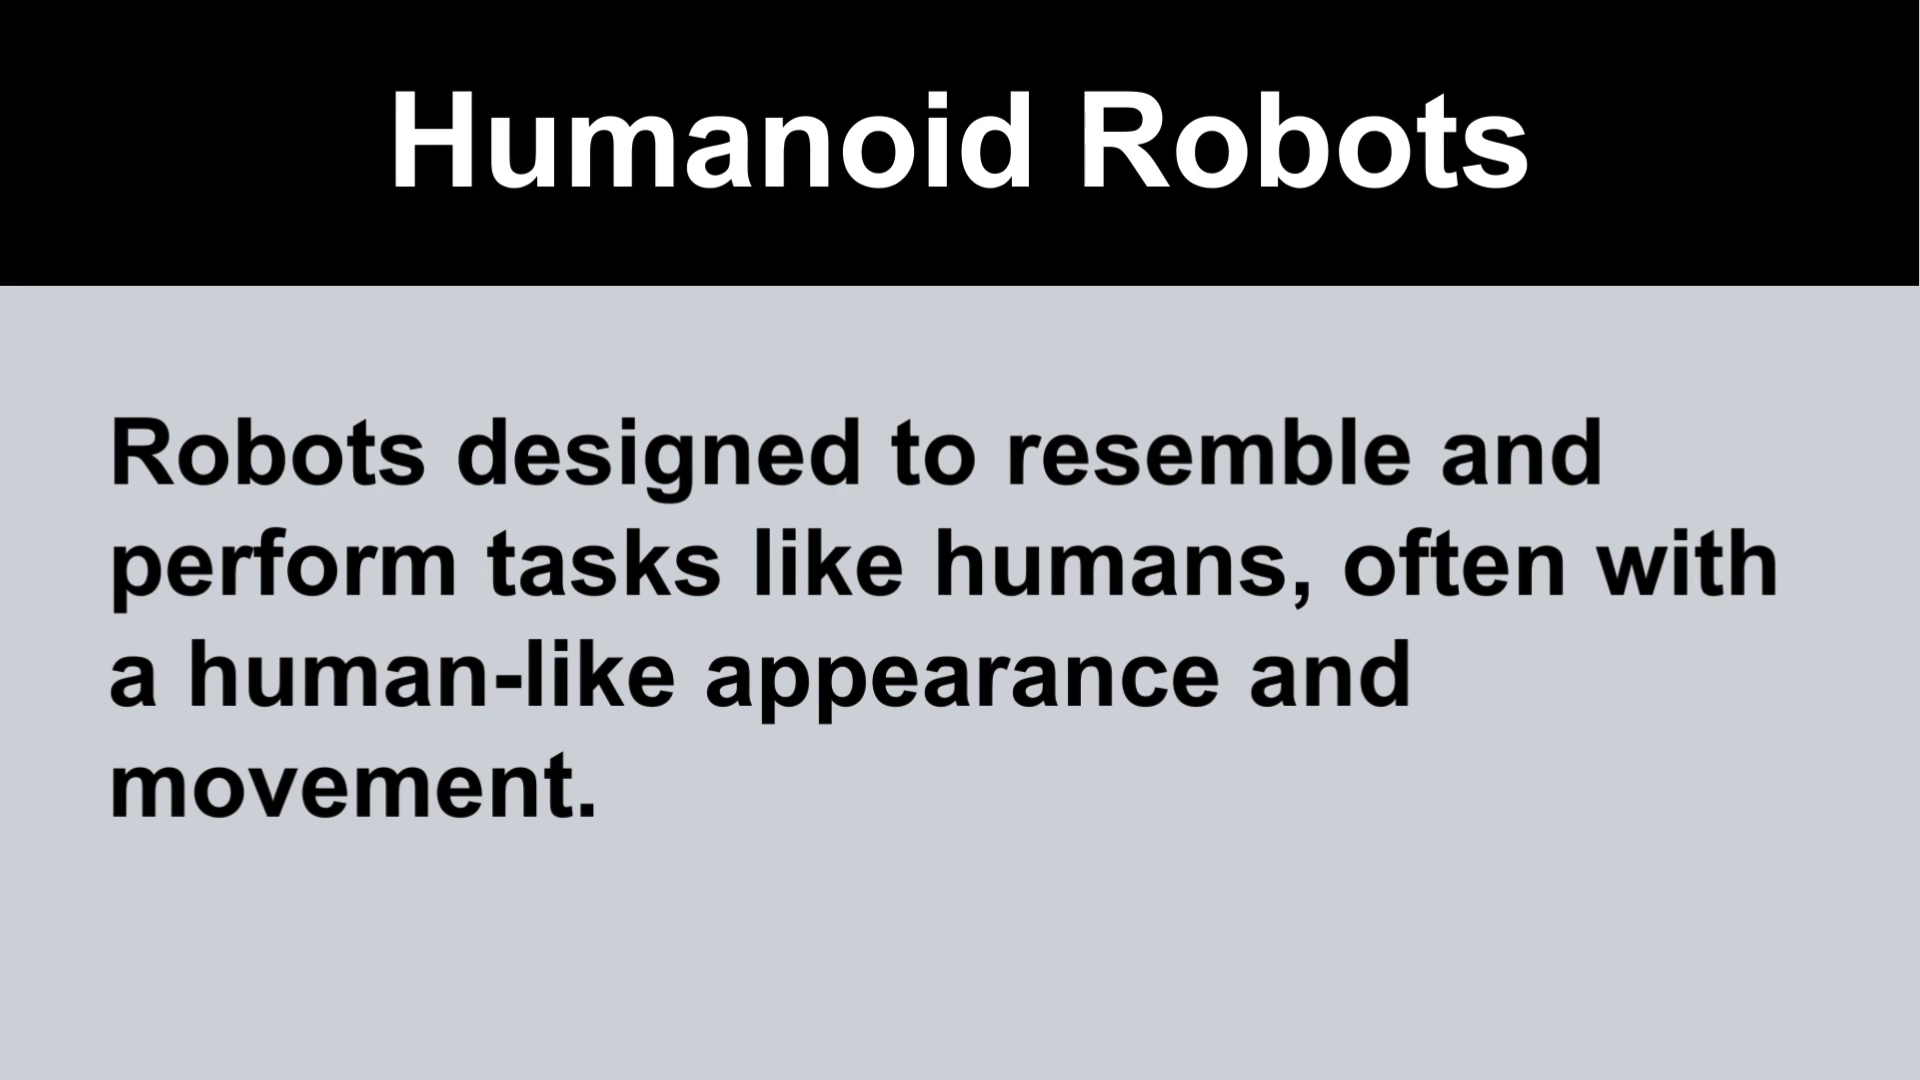 Humanoid Robots
Robots designed to resemble and
perform tasks like humans, often with
a human-like appearance and
movement.